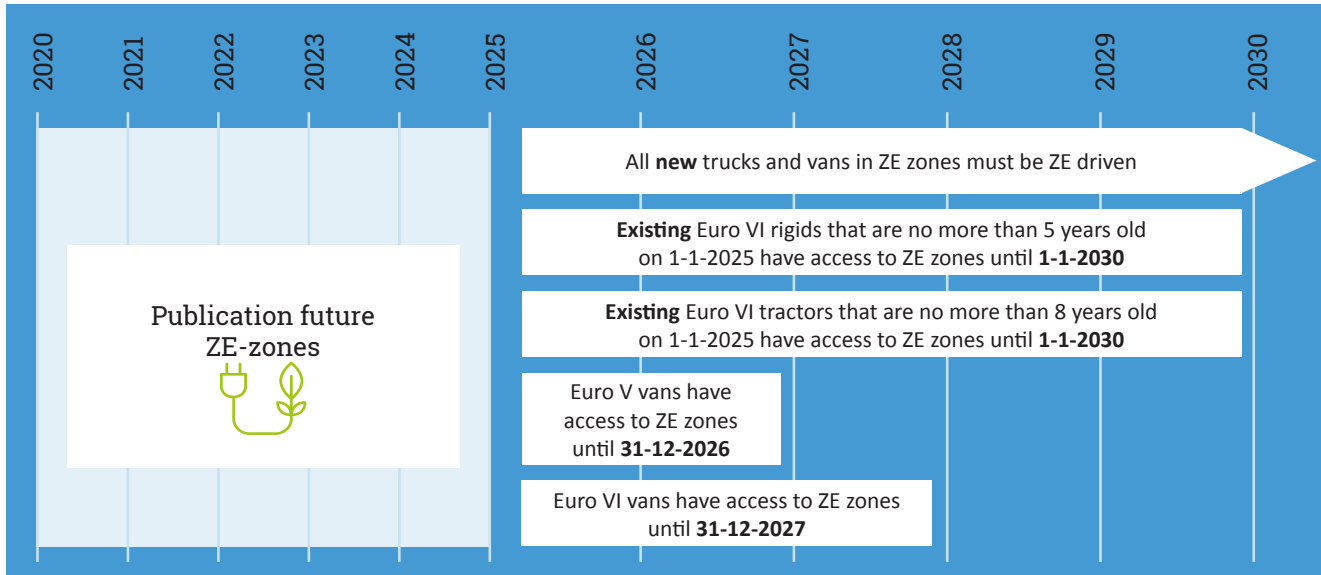 2020
2021
2022
2023
2024
2025
2026
2027
2028
2029
2030
All new trucks and vans in ZE zones must be ZE driven
Existing Euro VI rigids that are no more than 5 years old
on 1-1-2025 have access to ZE zones until 1-1-2030
Existing Euro VI tractors that are no more than 8 years old
on 1-1-2025 have access to ZE zones until 1-1-2030
Publication future
ZE-zones
Euro V vans have
access to ZE zones
until 31-12-2026
Euro VI vans have access to ZE zones
until 31-12-2027